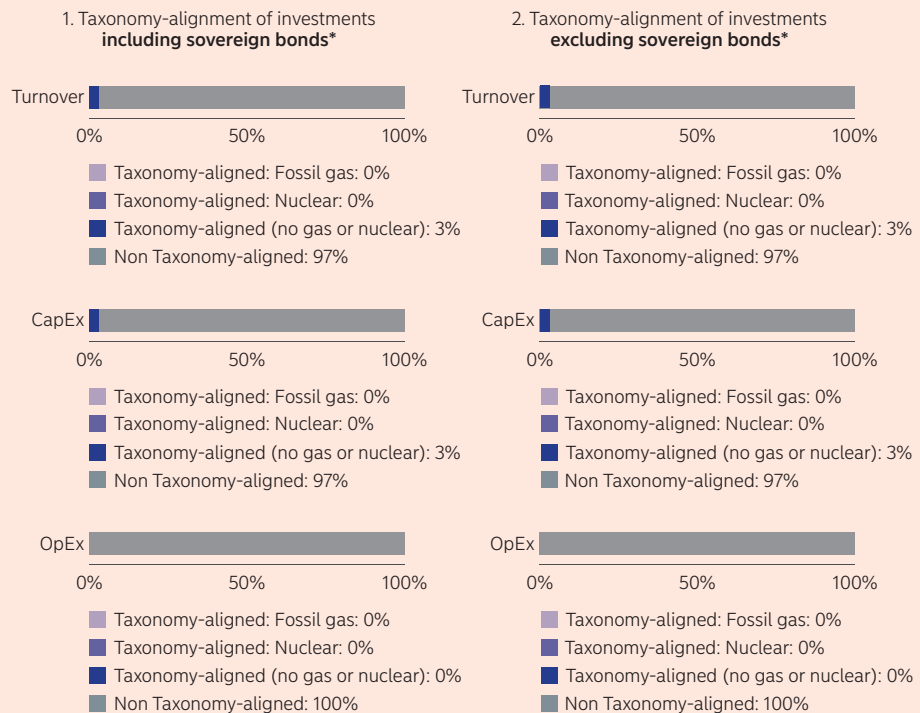 1. Taxonomy-alignment of investments
including sovereign bonds*
Turnover
0% 50% 100%
Taxonomy-aligned: Fossil gas: 0%
Taxonomy-aligned: Nuclear: 0%
Taxonomy-aligned (no gas or nuclear): 3%
Non Taxonomy-aligned: 97%
CapEx
0% 50% 100%
Taxonomy-aligned: Fossil gas: 0%
Taxonomy-aligned: Nuclear: 0%
Taxonomy-aligned (no gas or nuclear): 3%
Non Taxonomy-aligned: 97%
OpEx
0% 50% 100%
Taxonomy-aligned: Fossil gas: 0%
Taxonomy-aligned: Nuclear: 0%
Taxonomy-aligned (no gas or nuclear): 0%
Non Taxonomy-aligned: 100%
2. Taxonomy-alignment of investments
excluding sovereign bonds*
Turnover
0% 50% 100%
Taxonomy-aligned: Fossil gas: 0%
Taxonomy-aligned: Nuclear: 0%
Taxonomy-aligned (no gas or nuclear): 3%
Non Taxonomy-aligned: 97%
CapEx
0% 50% 100%
Taxonomy-aligned: Fossil gas: 0%
Taxonomy-aligned: Nuclear: 0%
Taxonomy-aligned (no gas or nuclear): 3%
Non Taxonomy-aligned: 97%
OpEx
0% 50% 100%
Taxonomy-aligned: Fossil gas: 0%
Taxonomy-aligned: Nuclear: 0%
Taxonomy-aligned (no gas or nuclear): 0%
Non Taxonomy-aligned: 100%